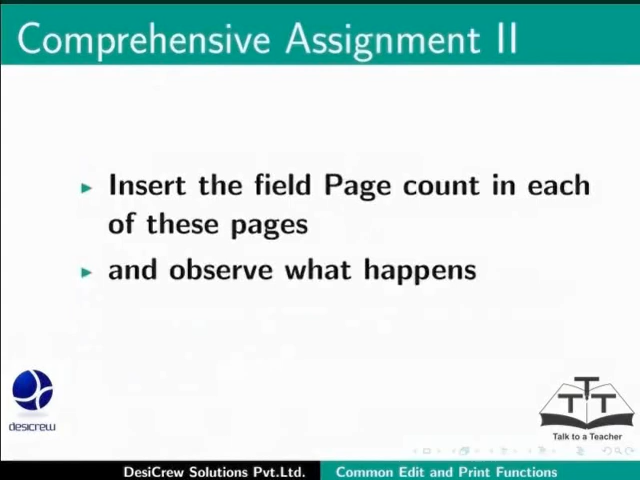 Comprehensive Assignment II
Insert the field Page count in each
of these pages
and observe what happens
desicrew
TTT
Talk to a Teacher
DesiCrew Solutions Pvt.Ltd.
Common Edit and Print Functions